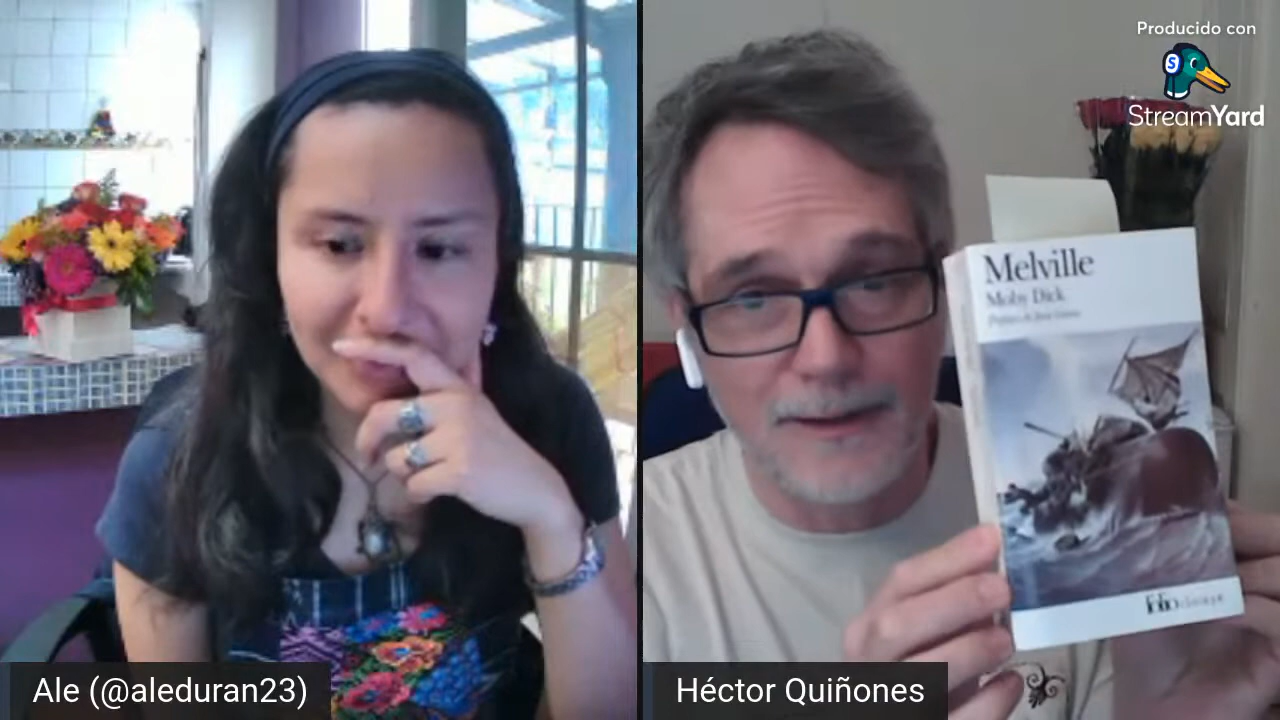 Producido con
S
StreamYard
Melville
Moby Dick
folio classique
Ale (@aleduran23)
Héctor Quiñones